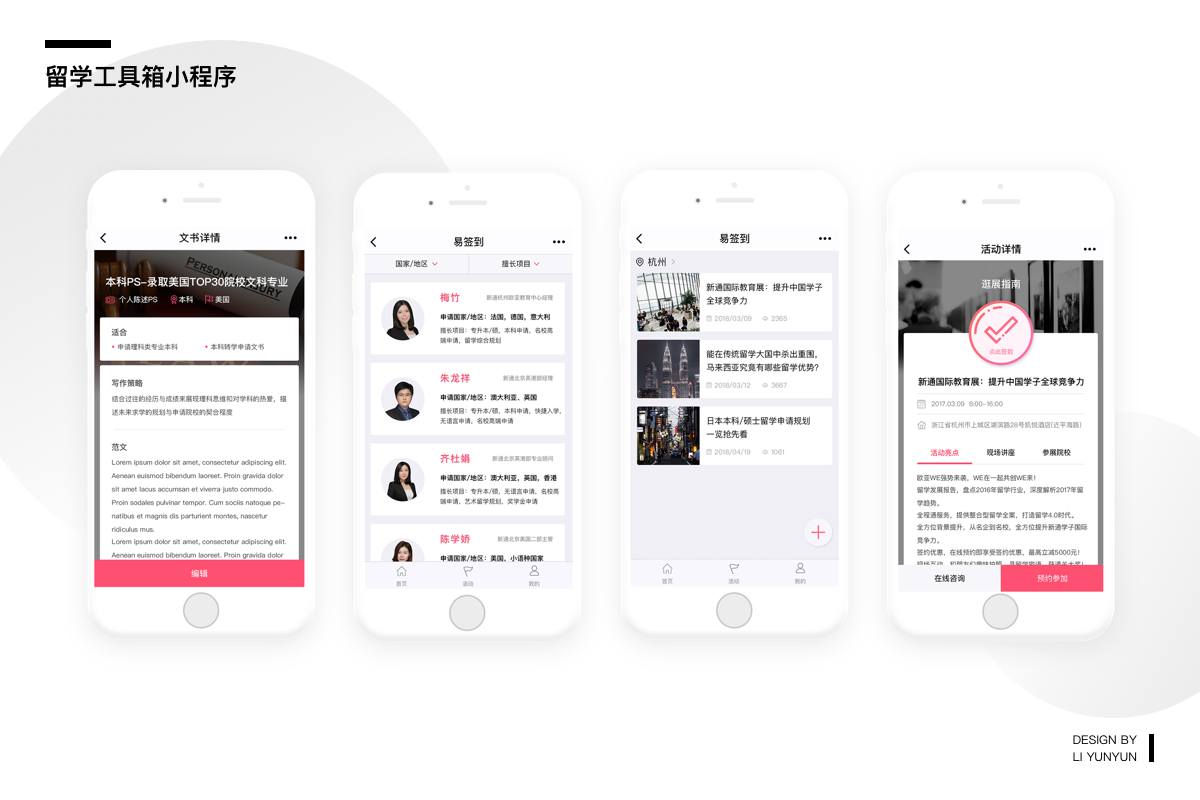 留学工具箱小程序
文书详情
PERSONAL
本科PS-录取美国TOP30院校文科专业
个人陈述PS
本科
美国
适合
• 申请理科类专业本科
• 本科转学申请文书
写作策略
结合过往的经历与成绩来展现理科思维和对学科的热爱，描
述未来求学的规划与申请院校的契合程度
范文
Lorem ipsum dolor sit amet, consectetur adipiscing elit.
Aenean euismod bibendum laoreet. Proin gravida dolor
sit amet lacus accumsan et viverra justo commodo.
Proin sodales pulvinar tempor. Cum sociis natoque pe-
natibus et magnis dis parturient montes, nascetur
ridiculus mus.
Lorem ipsum dolor sit amet, consectetur adipiscing elit.
Aenean euismod bibendum laoreet. Proin gravida dolor
编辑
易签到
国家/地区
擅长项目
梅竹
新通杭州欧亚教育中心经理
申请国家/地区：法国，德国，意大利
擅长项目：专升本/硕，本科申请，名校高
端申请，留学综合规划
朱龙祥
新通北京英港部经理
申请国家/地区：澳大利亚、英国
擅长项目：专升本/硕，本科申请，快捷入学,
无语言申请，名校高端申请
齐杜娟
新通北京英港部专业顾问
申请国家/地区：澳大利亚，英国，香港
擅长项目：专升本/硕，无语言申请，名校高
端申请，艺术留学规划，奖学金申请
陈学娇
新通北京美国二部主管
申请国家/地区：美国，小语种国家
首页
活动
我的
易签到
杭州
新通国际教育展：提升中国学子
全球竞争力
2018/03/09
2365
能在传统留学大国中杀出重围，
马来西亚究竟有哪些留学优势?
2018/03/12
3667
日本本科/硕士留学申请规划
一览抢先看
2018/04/19
1061
首页
活动
我的
活动详情
逛展指南
点此签到
新通国际教育展：提升中国学子全球竞争力
2017.03.09 8:00-16:00
浙江省杭州市上城区湖滨路28号凯悦酒店(近平海路)
活动亮点
现场讲座
参展院校
欧亚WE强势来袭，WE在一起共创WE来!
留学发展报告，盘点2016年留学行业，深度解析2017年留
学趋势。
全程通服务，提供整合型留学全案，打造留学4.0时代。
全方位背景提升，从名企到名校，全方位提升新通学子国际
竞争力。
签约优惠，在线预约即享受签约优惠，最高立减5000元!
在线咨询
预约参加
DESIGN BY
LI YUNYUN